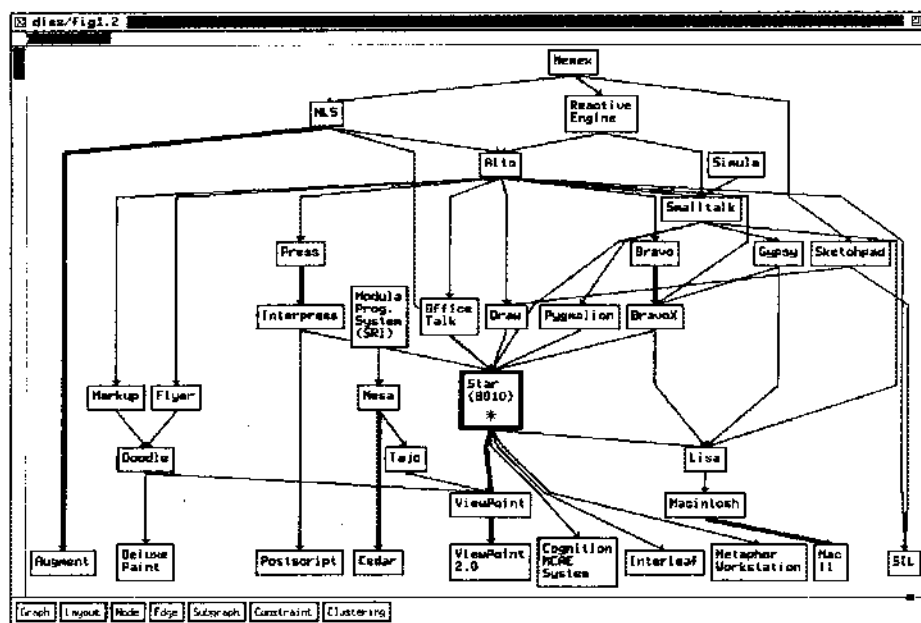 dies/fig1.2
Memex
NLS
Reactive
Engine
Alto
Simula
Smalltalk
Press
Bravo
Gypsy
Sketchpad
Modula
Prog.
System
(SRI)
Interpress
Office
Talk
Draw
Pygmalion
BravoX
Star
(8010)
*
Markup
Flyer
Mesa
Doodle
Tajo
Lisa
ViewPoint
Macintosh
Augment
Deluxe
Paint
Postscript
Cedar
ViewPoint
2.0
Cognition
MCAE
System
Interleaf
Metaphor
Workstation
Mac
II
SIL
Graph Layout Node Edge Subgraph Constraint Clustering